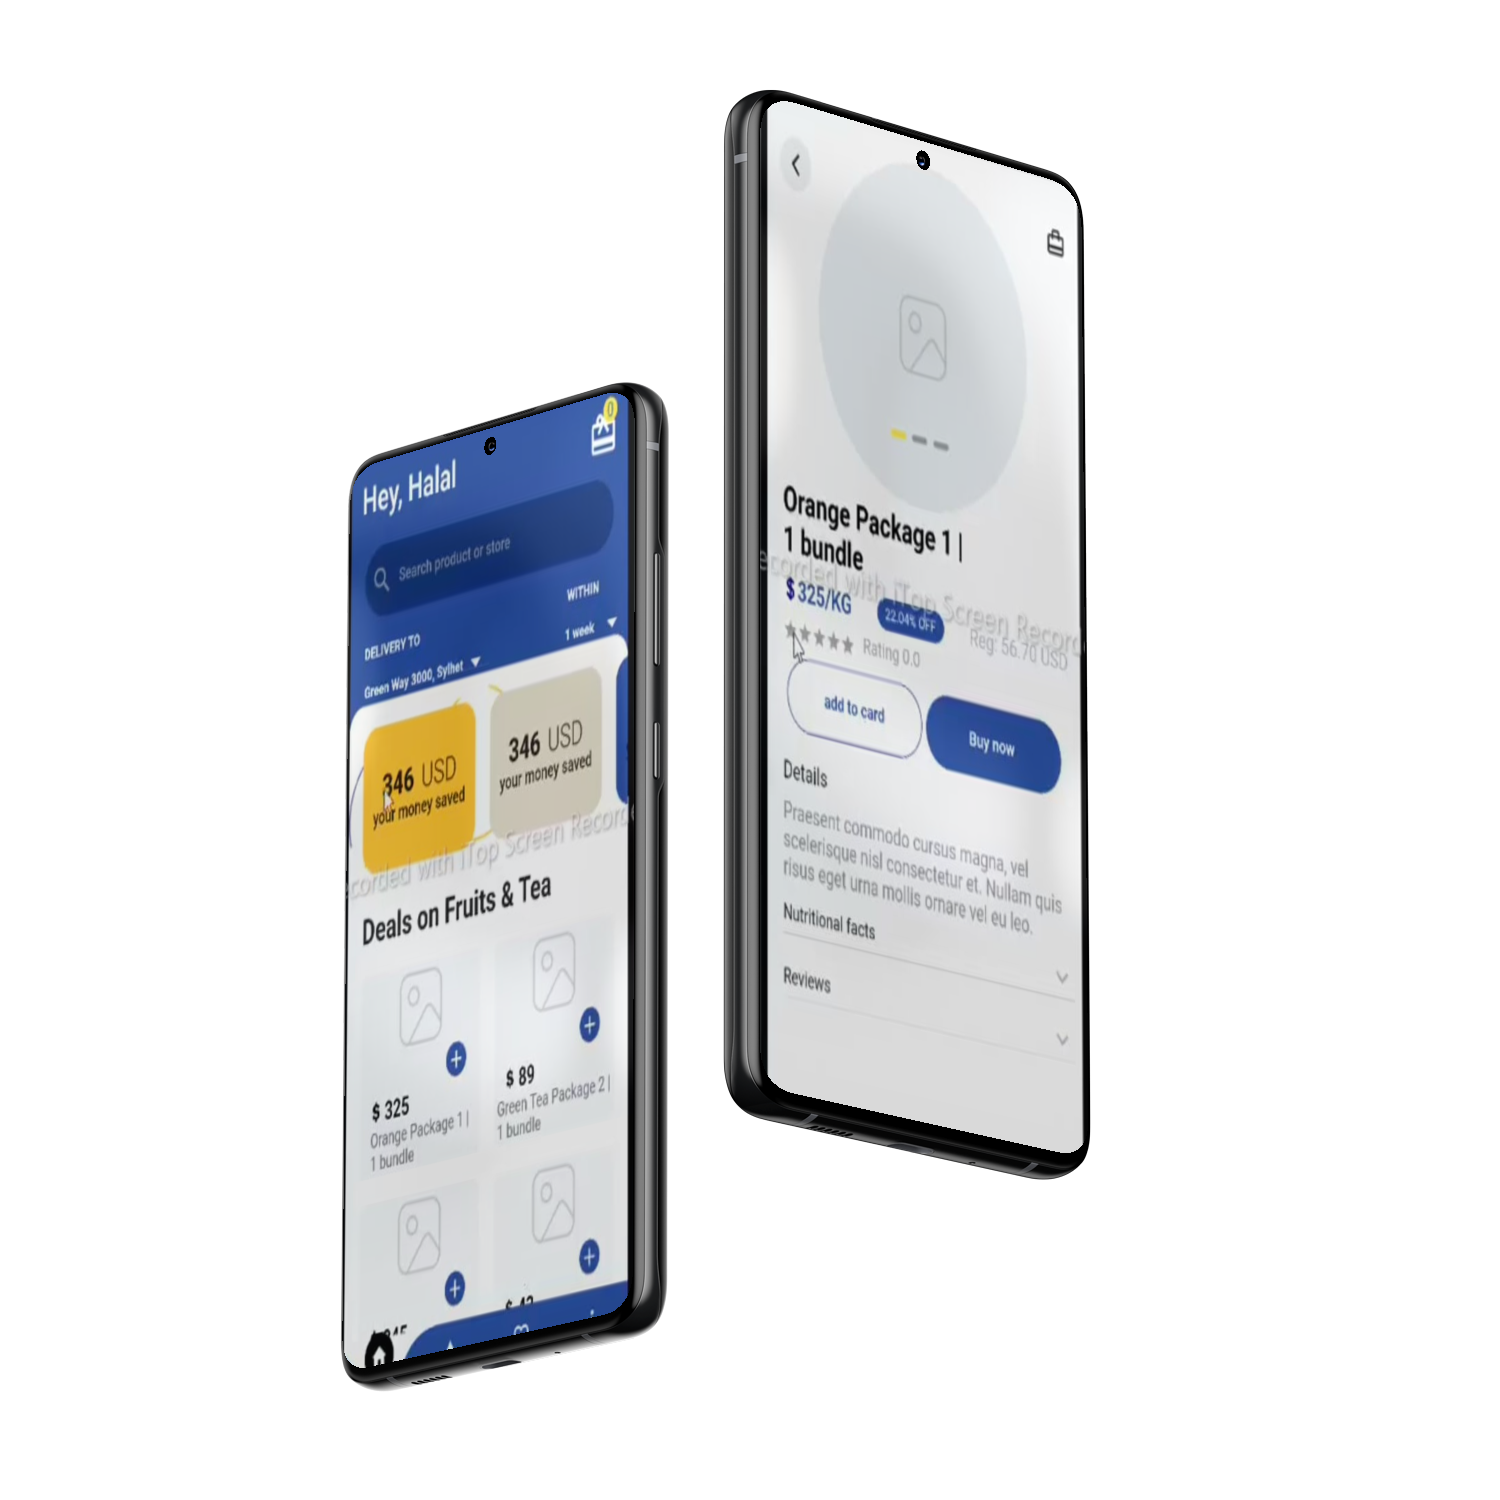 0
Hey, Halal
Search product or store
WITHIN
DELIVERY TO
1 week
Green Way 3000, Sylhet
346 USD
your money saved
346 USD
your money saved
corded with iTop Screen Record
Deals on Fruits & Tea
$ 325
Orange Package 1 |
1 bundle
$ 89
Green Tea Package 2 |
1 bundle
Orange Package 1 |
1 bundle
ecorded with iTop Screen Record
$ 325/KG
22.04% OFF
Reg: 56.70 USD
Rating 0.0
add to card
Buy now
Details
Praesent commodo cursus magna, vel
scelerisque nisl consectetur et. Nullam quis
risus eget urna mollis ornare vel eu leo.
Nutritional facts
Reviews